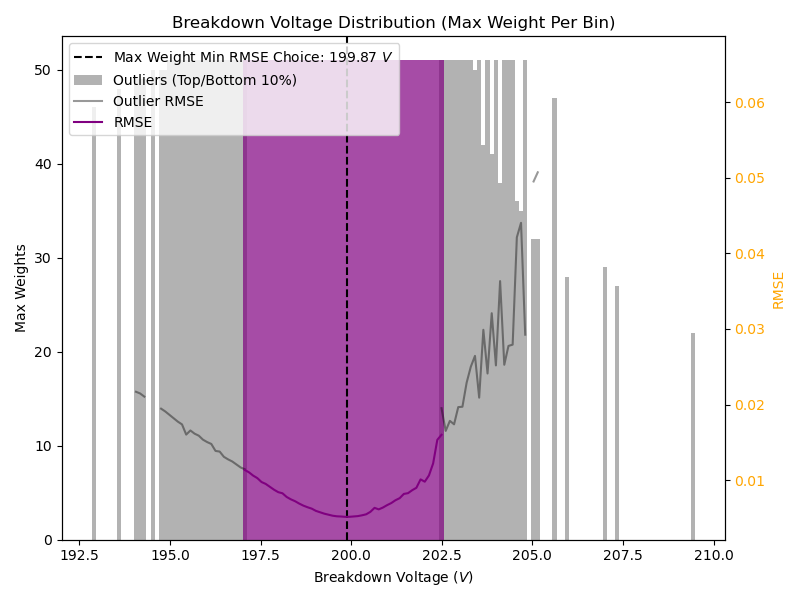 Breakdown Voltage Distribution (Max Weight Per Bin)
Max Weight Min RMSE Choice: 199.87 V
Outliers (Top/Bottom 10%)
Outlier RMSE
RMSE
50
40
30
20
10
0
Max Weights
0.06
0.05
0.04
0.03
0.02
0.01
RMSE
192.5 195.0 197.5 200.0 202.5 205.0 207.5 210.0
Breakdown Voltage (V)